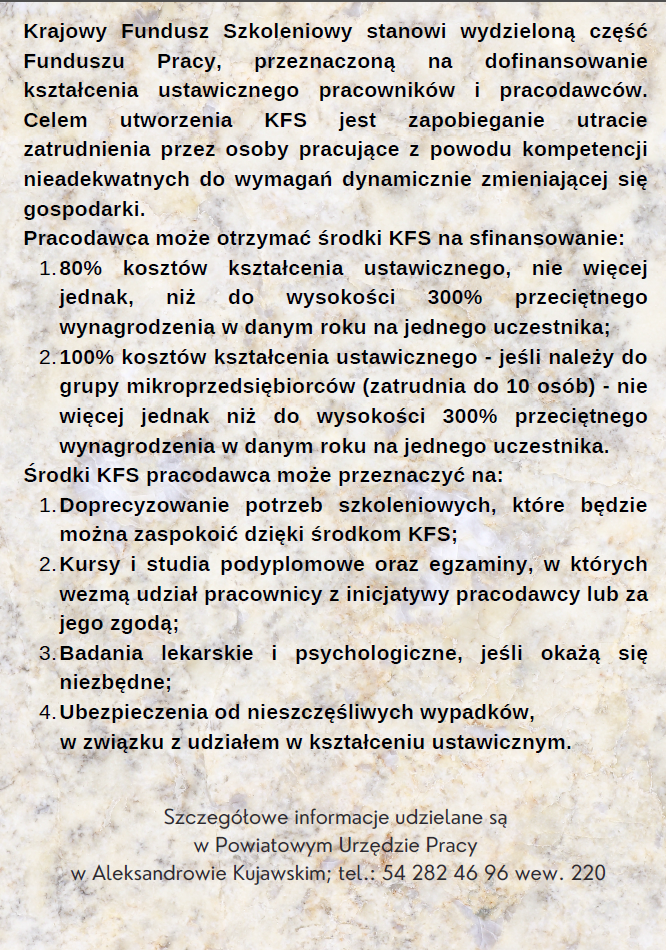 Krajowy Fundusz Szkoleniowy stanowi wydzieloną część
Funduszu Pracy, przeznaczoną na dofinansowanie
kształcenia ustawicznego pracowników i pracodawców.
Celem utworzenia KFS jest zapobieganie utracie
zatrudnienia przez osoby pracujące z powodu kompetencji
nieadekwatnych do wymagań dynamicznie zmieniającej się
gospodarki.
Pracodawca może otrzymać środki KFS na sfinansowanie:
1. 80% kosztów kształcenia ustawicznego, nie więcej
jednak, niż do wysokości 300% przeciętnego
wynagrodzenia w danym roku na jednego uczestnika;
2. 100% kosztów kształcenia ustawicznego - jeśli należy do
grupy mikroprzedsiębiorców (zatrudnia do 10 osób) - nie
więcej jednak niż do wysokości 300% przeciętnego
wynagrodzenia w danym roku na jednego uczestnika.
Środki KFS pracodawca może przeznaczyć na:
1. Doprecyzowanie potrzeb szkoleniowych, które będzie
można zaspokoić dzięki środkom KFS;
2. Kursy i studia podyplomowe oraz egzaminy, w których
wezmą udział pracownicy z inicjatywy pracodawcy lub za
jego zgodą;
3. Badania lekarskie i psychologiczne, jeśli okażą się
niezbędne;
4. Ubezpieczenia od nieszczęśliwych wypadków,
w związku z udziałem w kształceniu ustawicznym.
Szczegółowe informacje udzielane są
w Powiatowym Urzędzie Pracy
w Aleksandrowie Kujawskim; tel.: 54 282 46 96 wew. 220